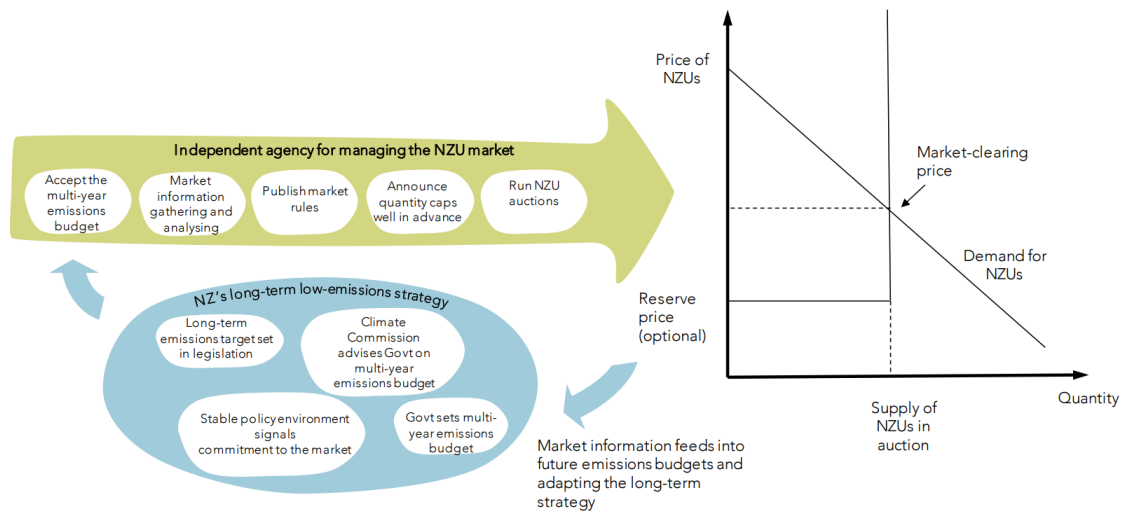 Independent agency for managing the NZU market
Accept the
multi-year
emissions
budget
Market
information
gathering and
analysing
Publish market
rules
Announce
quantity caps
well in advance
Run NZU
auctions
NZ's long-term low-emissions strategy
Long-term
emissions target set
in legislation
Climate
Commission
advises Govt on
multi-year
emissions budget
Stable policy environment
signals
commitment to the market
Govt sets multi-
year emissions
budget
Market information feeds into
future emissions budgets and
adapting the long-term
strategy
Price of
NZUs
Market-clearing
price
Demand for
NZUs
Reserve
price
(optional)
Quantity
Supply of
NZUs in
auction